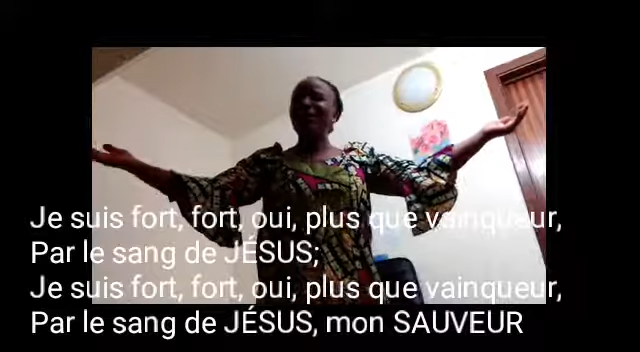 Je suis fort, fort, oui, plus que vainqueur,
Par le sang de JÉSUS;
Je suis fort, fort, oui, plus que vainqueur,
Par le sang de JÉSUS, mon SAUVEUR